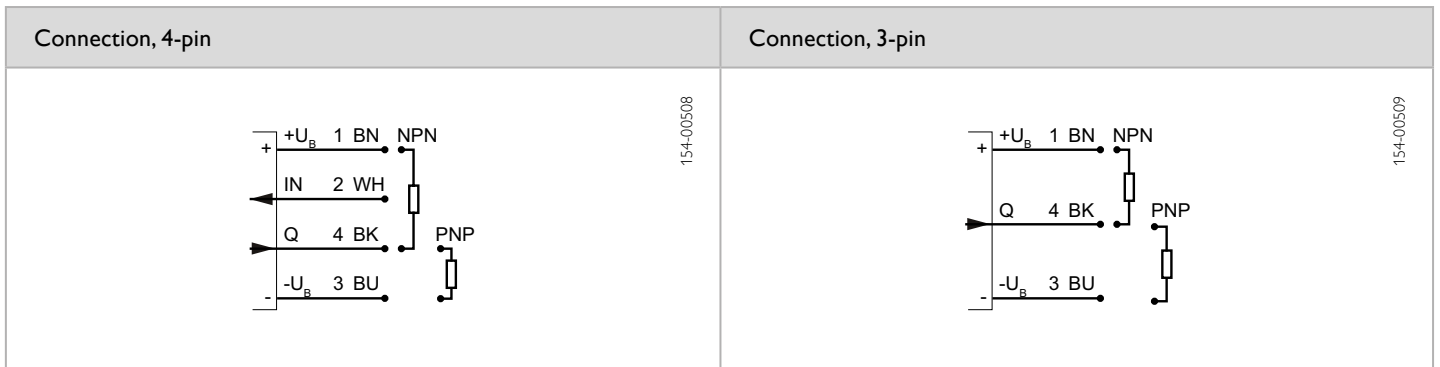 Connection, 4-pin
+ +U_B 1 BN NPN
IN 2 WH
Q 4 BK PNP
- -U_B 3 BU
154-00508
Connection, 3-pin
+ +U_B 1 BN NPN
Q 4 BK PNP
- -U_B 3 BU
154-00509